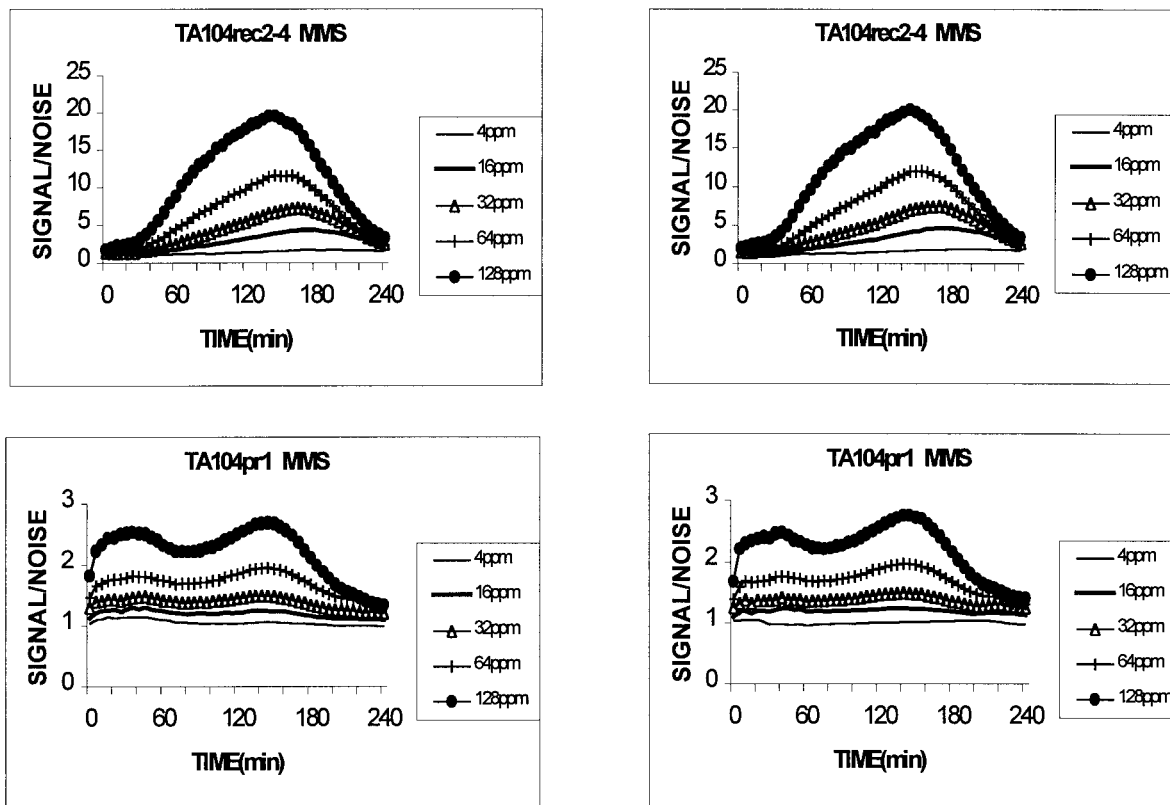 TA104rec2-4 MMS
SIGNAL/NOISE
25
20
15
10
5
0
0 60 120 180 240
TIME(min)
4ppm
16ppm
32ppm
64ppm
128ppm
TA104rec2-4 MMS
SIGNAL/NOISE
25
20
15
10
5
0
0 60 120 180 240
TIME(min)
4ppm
16ppm
32ppm
64ppm
128ppm
TA104pr1 MMS
SIGNAL/NOISE
3
2
1
0
0 60 120 180 240
TIME(min)
4ppm
16ppm
32ppm
64ppm
128ppm
TA104pr1 MMS
SIGNAL/NOISE
3
2
1
0
0 60 120 180 240
TIME(min)
4ppm
16ppm
32ppm
64ppm
128ppm